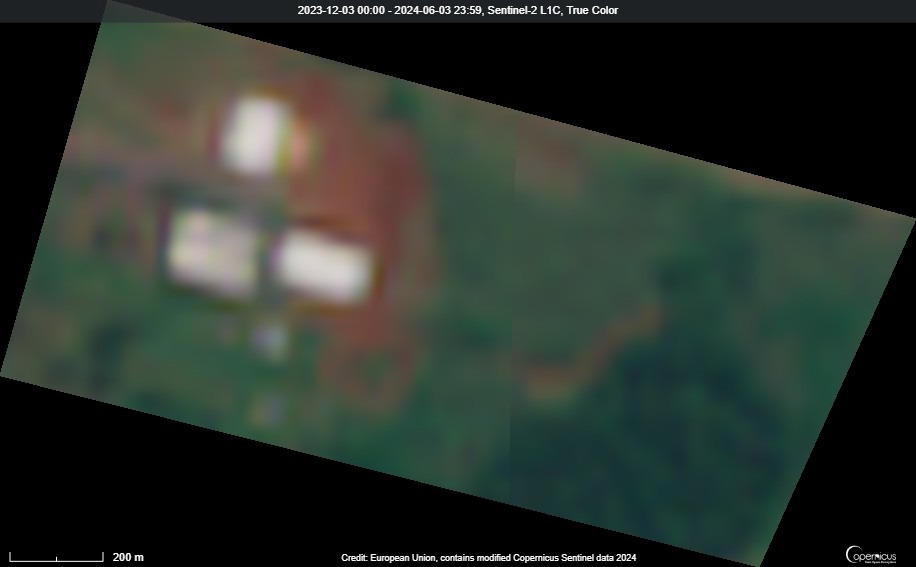 2023-12-03 00:00 - 2024-06-03 23:59, Sentinel-2 L1C, True Color
200 m
Credit: European Union, contains modified Copernicus Sentinel data 2024
opernicus